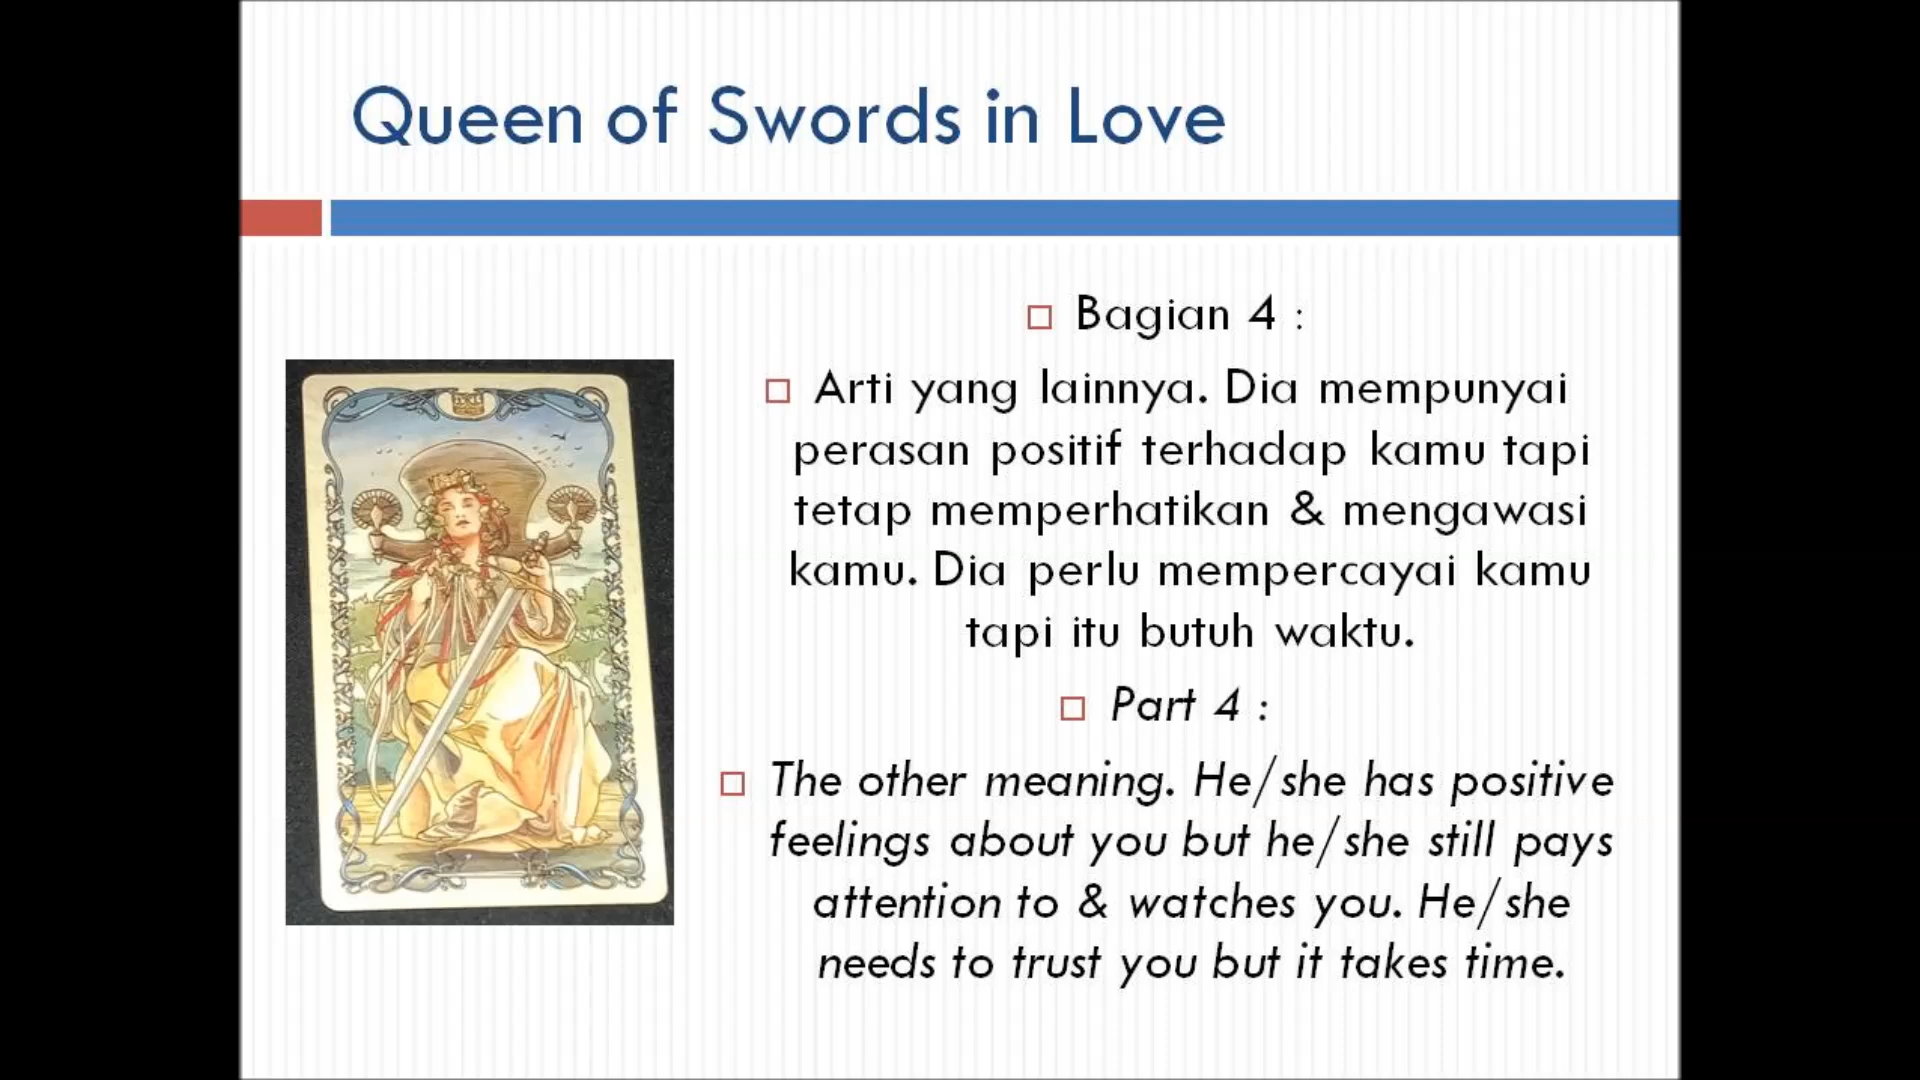 Queen of Swords in Love
Bagian 4 :
Arti yang lainnya. Dia mempunyai
perasan positif terhadap kamu tapi
tetap memperhatikan & mengawasi
kamu. Dia perlu mempercayai kamu
tapi itu butuh waktu.
Part 4 :
The other meaning. He/she has positive
feelings about you but he/she still pays
attention to & watches you. He/she
needs to trust you but it takes time.